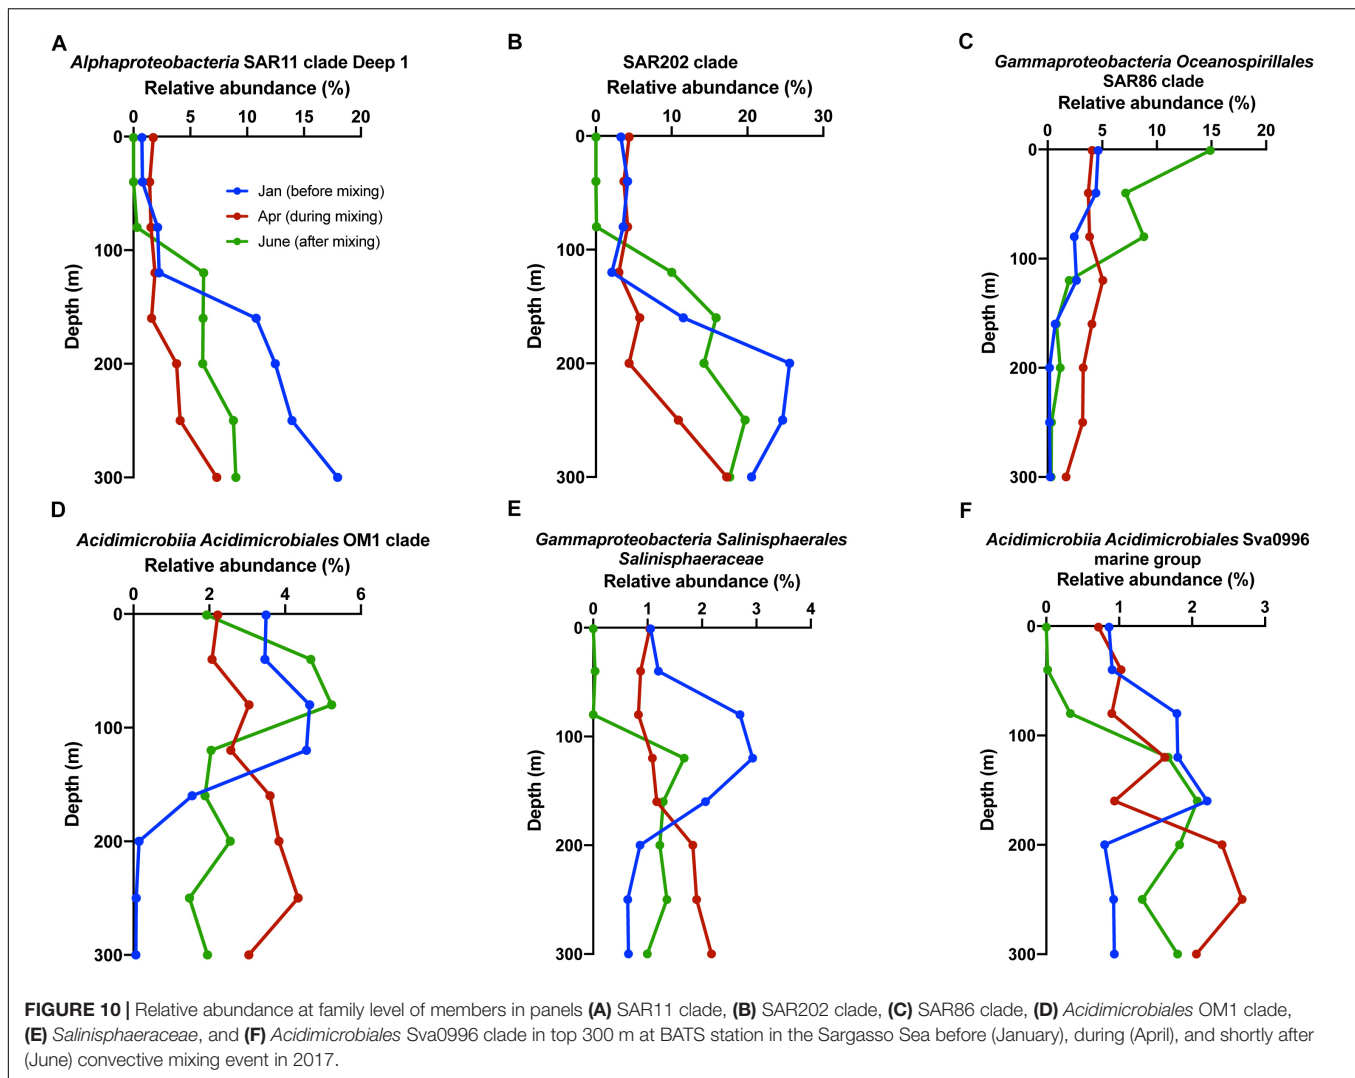 A
Alphaproteobacteria SAR11 clade Deep 1
Relative abundance (%)
0 5 10 15 20
0
100
200
300
Depth (m)
Jan (before mixing)
Apr (during mixing)
June (after mixing)
B
SAR202 clade
Relative abundance (%)
0 10 20 30
0
100
200
300
Depth (m)
C
Gammaproteobacteria Oceanospirillales
SAR86 clade
Relative abundance (%)
0 5 10 15 20
0
100
200
300
Depth (m)
D
Acidimicrobiia Acidimicrobiales OM1 clade
Relative abundance (%)
0 2 4 6
0
100
200
300
Depth (m)
E
Gammaproteobacteria Salinisphaerales
Salinisphaeraceae
Relative abundance (%)
0 1 2 3 4
0
100
200
300
Depth (m)
F
Acidimicrobiia Acidimicrobiales Sva0996
marine group
Relative abundance (%)
0 1 2 3
0
100
200
300
Depth (m)
FIGURE 10 | Relative abundance at family level of members in panels (A) SAR11 clade, (B) SAR202 clade, (C) SAR86 clade, (D) Acidimicrobiales OM1 clade,
(E) Salinisphaeraceae, and (F) Acidimicrobiales Sva0996 clade in top 300 m at BATS station in the Sargasso Sea before (January), during (April), and shortly after
(June) convective mixing event in 2017.